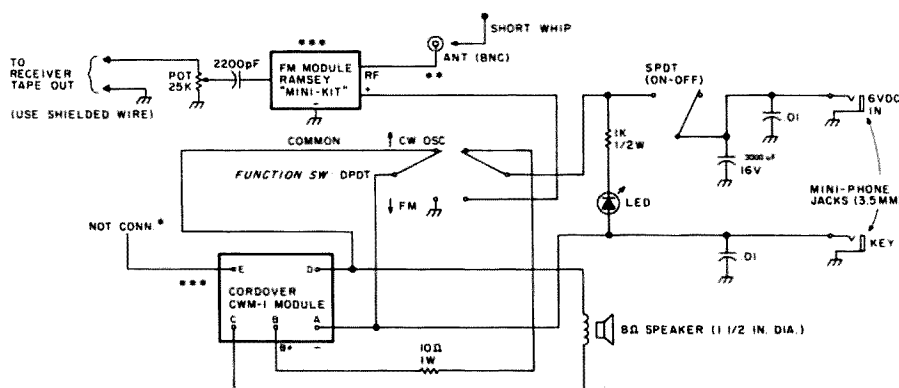 SHORT WHIP
***
ANT (BNC)
**
TO
RECEIVER
TAPE OUT
(USE SHIELDED WIRE)
POT
25K
2200pF
FM MODULE
RAMSEY
"MINI-KIT"
-
RF
+
SPDT
(ON-OFF)
6VDC
IN
.01
3000 uF
16V
1K
1/2W
COMMON
↑ CW OSC
FUNCTION SW DPDT
↓ FM
LED
MINI-PHONE
JACKS (3.5MM)
KEY
.01
NOT CONN.*
***
E
D
CORDOVER
CWM-1 MODULE
C
B
A
B+
-
10Ω
1W
8Ω SPEAKER (1 1/2 IN. DIA.)